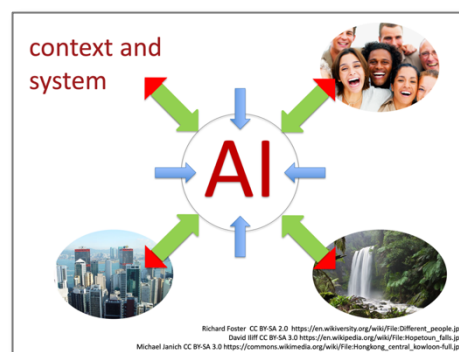 context and
system
AI
Richard Foster CC BY-SA 2.0 https://en.wikiversity.org/wiki/File:Different_people.jp
David Iliff CC BY-SA 3.0 https://en.wikipedia.org/wiki/File:Hopetoun_falls.jp
Michael Janich CC BY-SA 3.0 https://commons.wikimedia.org/wiki/File:Hongkong_central_kowloon-full.jp